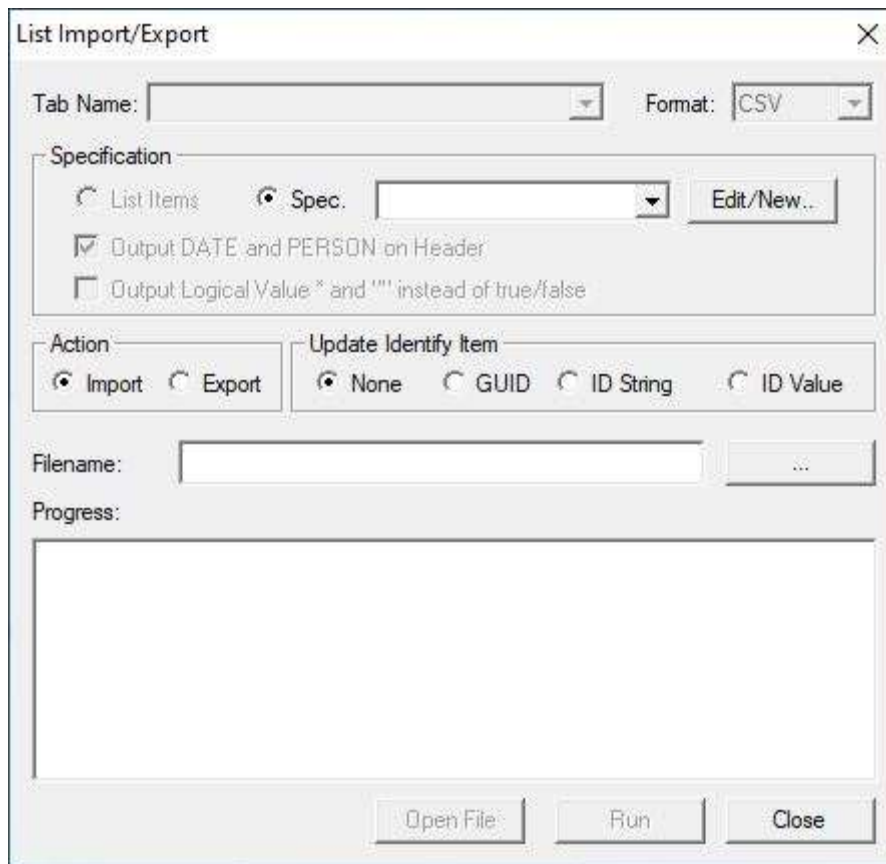 List Import/Export
Tab Name: Format: CSV
Specification
List Items Spec. Edit/New..
Output DATE and PERSON on Header
Output Logical Value * and "" instead of true/false
Action Update Identify Item
Import Export None GUID ID String ID Value
Filename: ...
Progress:
Open File Run Close